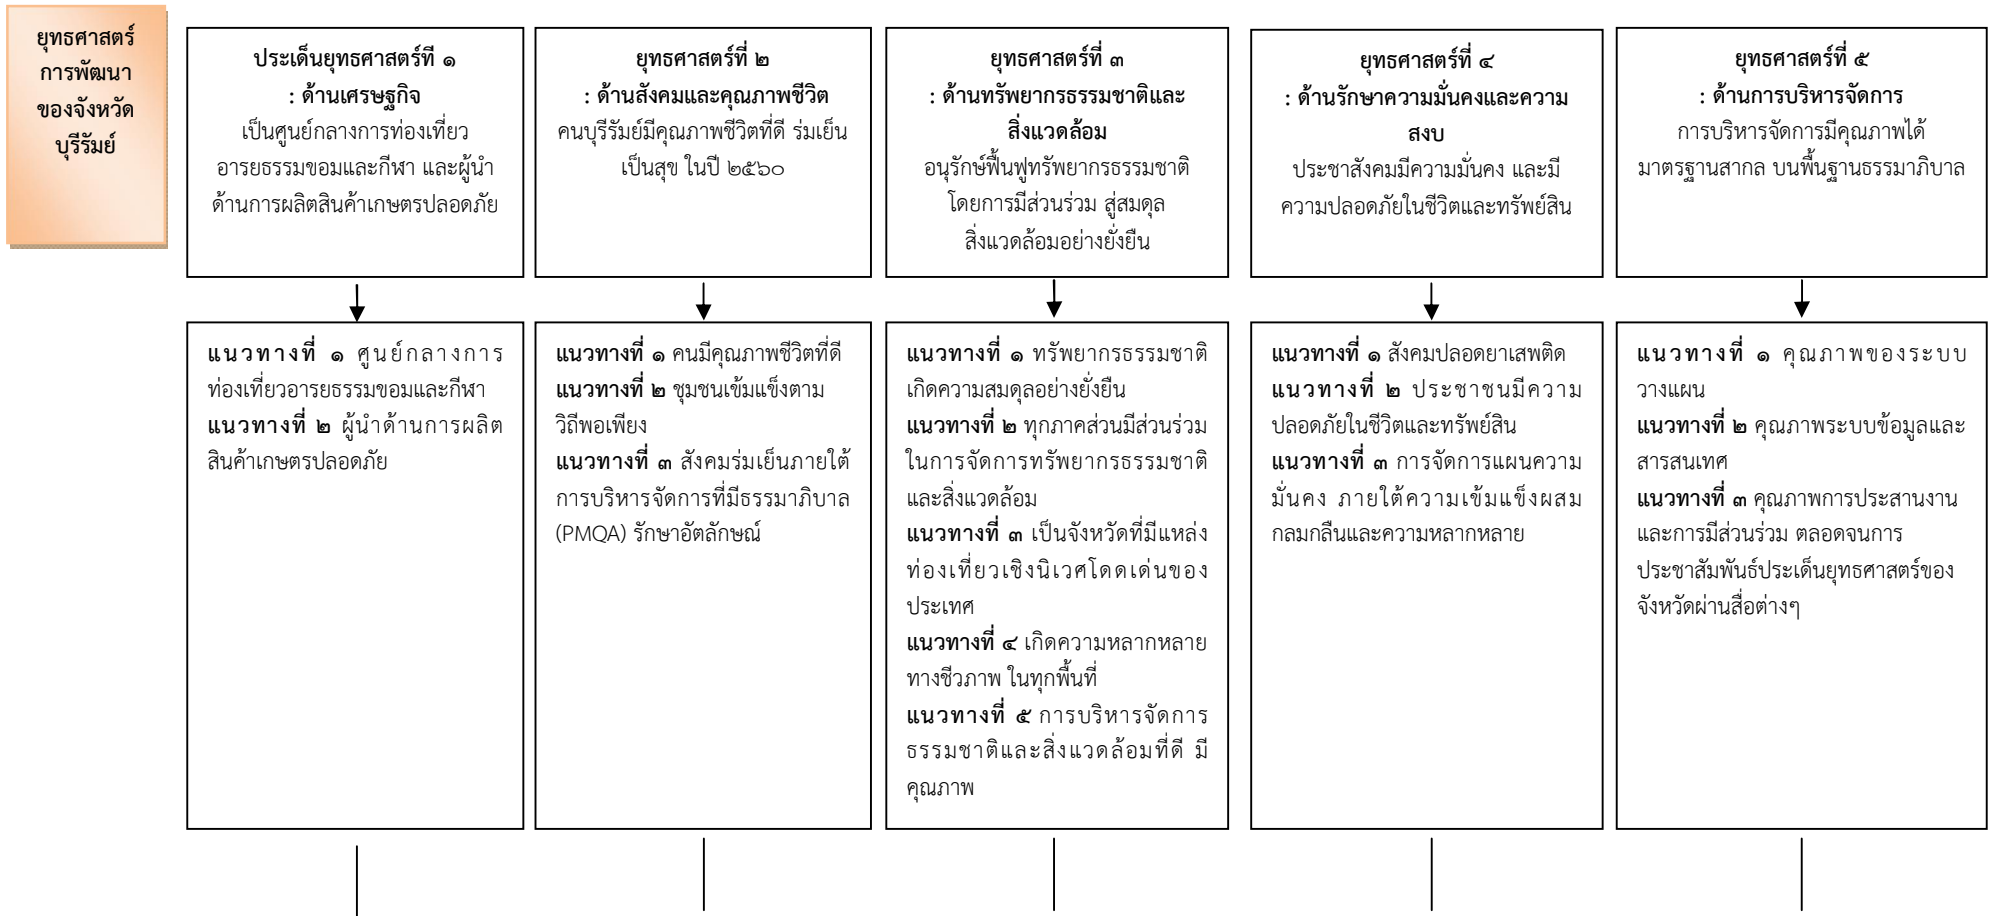 ยุทธศาสตร์
การพัฒนา
ของจังหวัด
บุรีรัมย์
ประเด็นยุทธศาสตร์ที ๑
: ด้านเศรษฐกิจ
เป็นศูนย์กลางการท่องเที่ยว
อารยธรรมขอมและกีฬา และผู้นำ
ด้านการผลิตสินค้าเกษตรปลอดภัย
ยุทธศาสตร์ที่ ๒
: ด้านสังคมและคุณภาพชีวิต
คนบุรีรัมย์มีคุณภาพชีวิตที่ดี ร่มเย็น
เป็นสุข ในปี ๒๕๖๐
ยุทธศาสตร์ที่ ๓
: ด้านทรัพยากรธรรมชาติและ
สิ่งแวดล้อม
อนุรักษ์ฟื้นฟูทรัพยากรธรรมชาติ
โดยการมีส่วนร่วม สู่สมดุล
สิ่งแวดล้อมอย่างยั่งยืน
ยุทธศาสตร์ที่ ๔
: ด้านรักษาความมั่นคงและความ
สงบ
ประชาสังคมมีความมั่นคง และมี
ความปลอดภัยในชีวิตและทรัพย์สิน
ยุทธศาสตร์ที่ ๕
: ด้านการบริหารจัดการ
การบริหารจัดการมีคุณภาพได้
มาตรฐานสากล บนพื้นฐานธรรมาภิบาล
แนวทางที่ ๑ ศูนย์กลางการ
ท่องเที่ยวอารยธรรมขอมและกีฬา
แนวทางที่ ๒ ผู้นำด้านการผลิต
สินค้าเกษตรปลอดภัย
แนวทางที่ ๑ คนมีคุณภาพชีวิตที่ดี
แนวทางที่ ๒ ชุมชนเข้มแข็งตาม
วิถีพอเพียง
แนวทางที่ ๓ สังคมร่มเย็นภายใต้
การบริหารจัดการที่มีธรรมาภิบาล
(PMQA) รักษาอัตลักษณ์
แนวทางที่ ๑ ทรัพยากรธรรมชาติ
เกิดความสมดุลอย่างยั่งยืน
แนวทางที่ ๒ ทุกภาคส่วนมีส่วนร่วม
ในการจัดการทรัพยากรธรรมชาติ
และสิ่งแวดล้อม
แนวทางที่ ๓ เป็นจังหวัดที่มีแหล่ง
ท่องเที่ยวเชิงนิเวศโดดเด่นของ
ประเทศ
แนวทางที่ ๔ เกิดความหลากหลาย
ทางชีวภาพ ในทุกพื้นที่
แนวทางที่ ๕ การบริหารจัดการ
ธรรมชาติและสิ่งแวดล้อมที่ดี มี
คุณภาพ
แนวทางที่ ๑ สังคมปลอดยาเสพติด
แนวทางที่ ๒ ประชาชนมีความ
ปลอดภัยในชีวิตและทรัพย์สิน
แนวทางที่ ๓ การจัดการแผนความ
มั่นคง ภายใต้ความเข้มแข็งผสม
กลมกลืนและความหลากหลาย
แนวทางที่ ๑ คุณภาพของระบบ
วางแผน
แนวทางที่ ๒ คุณภาพระบบข้อมูลและ
สารสนเทศ
แนวทางที่ ๓ คุณภาพการประสานงาน
และการมีส่วนร่วม ตลอดจนการ
ประชาสัมพันธ์ประเด็นยุทธศาสตร์ของ
จังหวัดผ่านสื่อต่างๆ